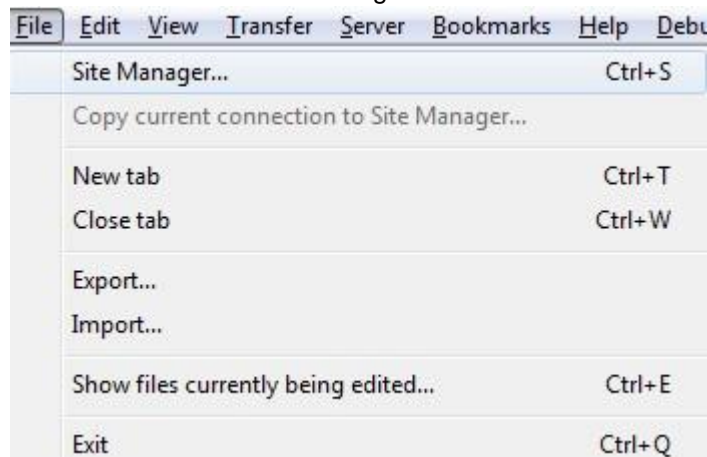 File Edit View Transfer Server Bookmarks Help Debu
Site Manager... Ctrl+S
Copy current connection to Site Manager...
New tab Ctrl+T
Close tab Ctrl+W
Export...
Import...
Show files currently being edited... Ctrl+E
Exit Ctrl+Q